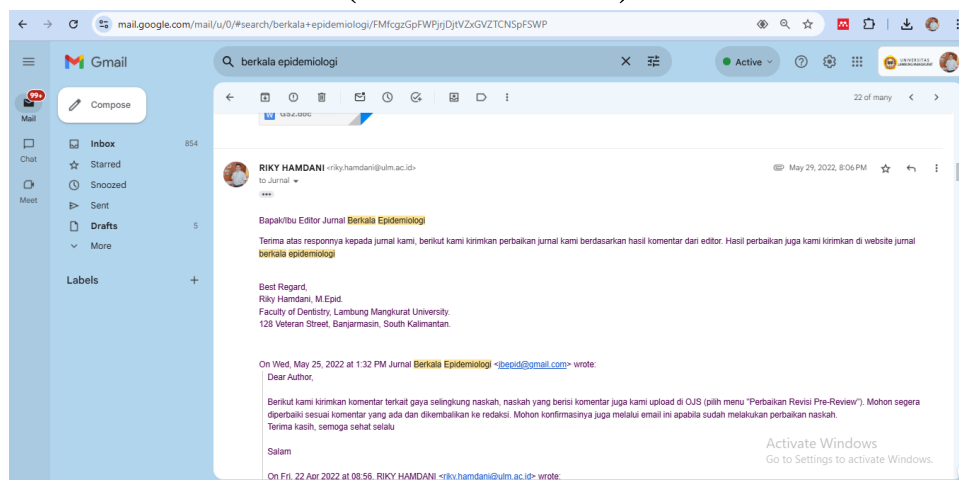 mail.google.com/mail/u/0/#search/berkala+epidemiologi/FMfcgzGpFWPjrjDjtVZxGVZTCNSpFSWP
Gmail
berkala epidemiologi
Active
UNIVERSITAS
LAMBUNG MANGKURAT
99+
Mail
Compose
22 of many
GS2.doc
Chat
Meet
Inbox 854
Starred
Snoozed
Sent
Drafts 5
More
Labels
RIKY HAMDANI <riky.hamdani@ulm.ac.id>
May 29, 2022, 8:06 PM
to Jurnal
Bapak/Ibu Editor Jurnal Berkala Epidemiologi
Terima atas responnya kepada jurnal kami, berikut kami kirimkan perbaikan jurnal kami berdasarkan hasil komentar dari editor. Hasil perbaikan juga kami kirimkan di website jurnal
berkala epidemiologi
Best Regard,
Riky Hamdani, M.Epid.
Faculty of Dentistry, Lambung Mangkurat University.
128 Veteran Street, Banjarmasin, South Kalimantan.
On Wed, May 25, 2022 at 1:32 PM Jurnal Berkala Epidemiologi <jbepid@gmail.com> wrote:
Dear Author,
Berikut kami kirimkan komentar terkait gaya selingkung naskah, naskah yang berisi komentar juga kami upload di OJS (pilih menu "Perbaikan Revisi Pre-Review"). Mohon segera
diperbaiki sesuai komentar yang ada dan dikembalikan ke redaksi. Mohon konfirmasinya juga melalui email ini apabila sudah melakukan perbaikan naskah.
Terima kasih, semoga sehat selalu
Salam
On Fri, 22 Apr 2022 at 08:56, RIKY HAMDANI <riky.hamdani@ulm.ac.id> wrote:
Activate Windows
Go to Settings to activate Windows.